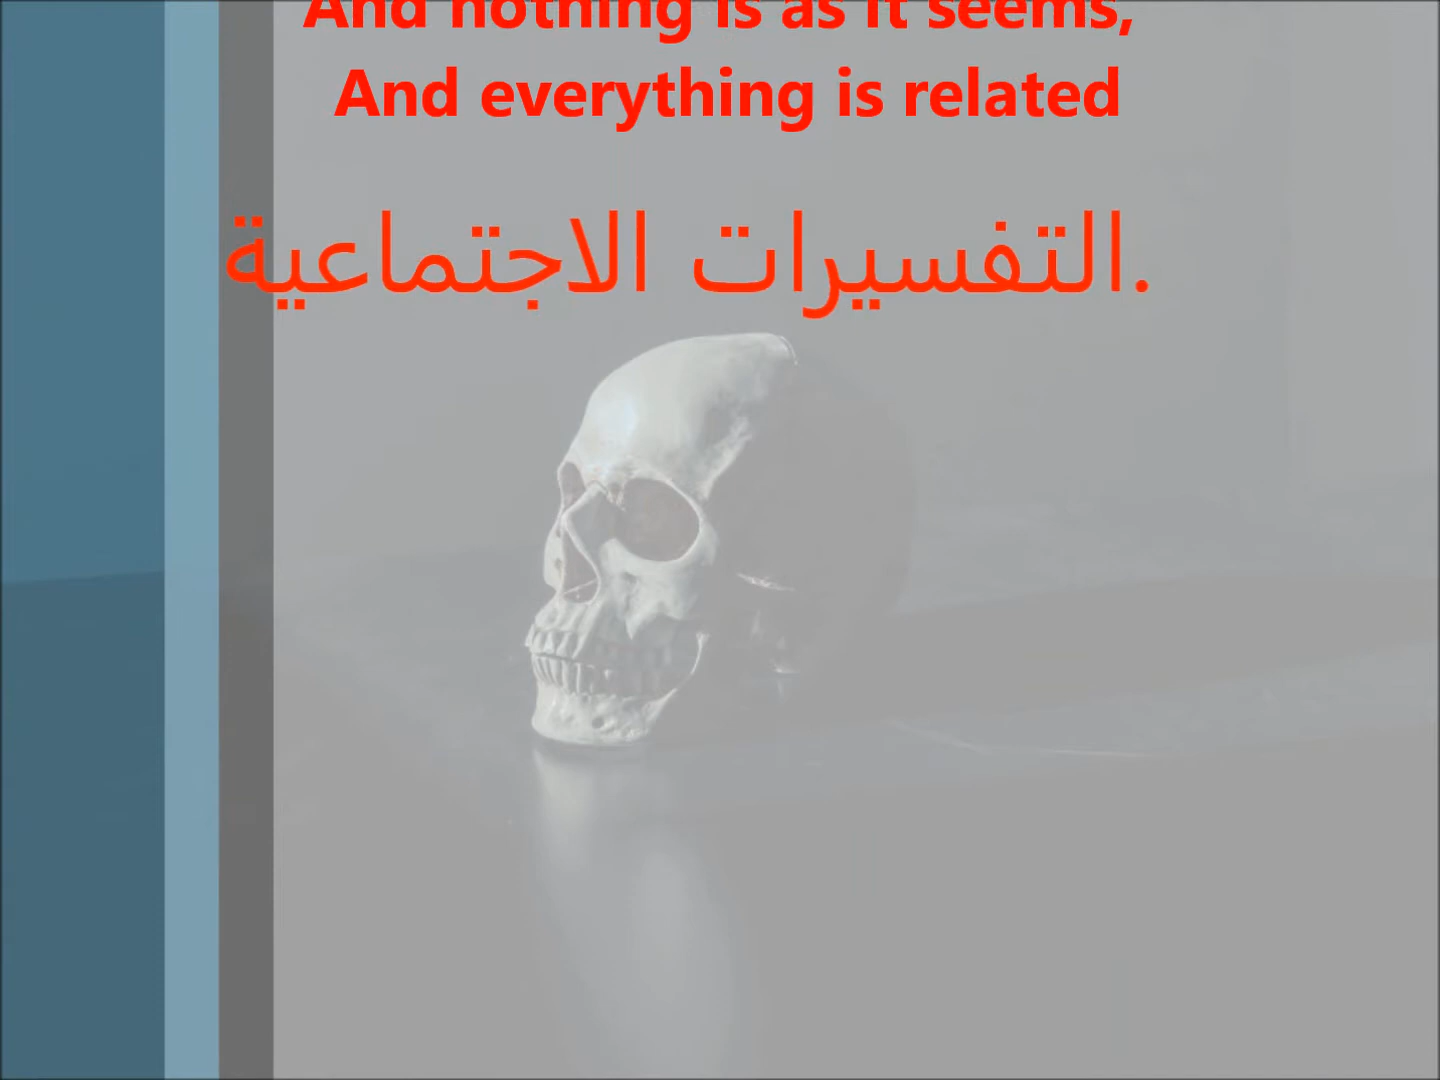 And nothing is as it seems,
And everything is related
التفسيرات الاجتماعية.